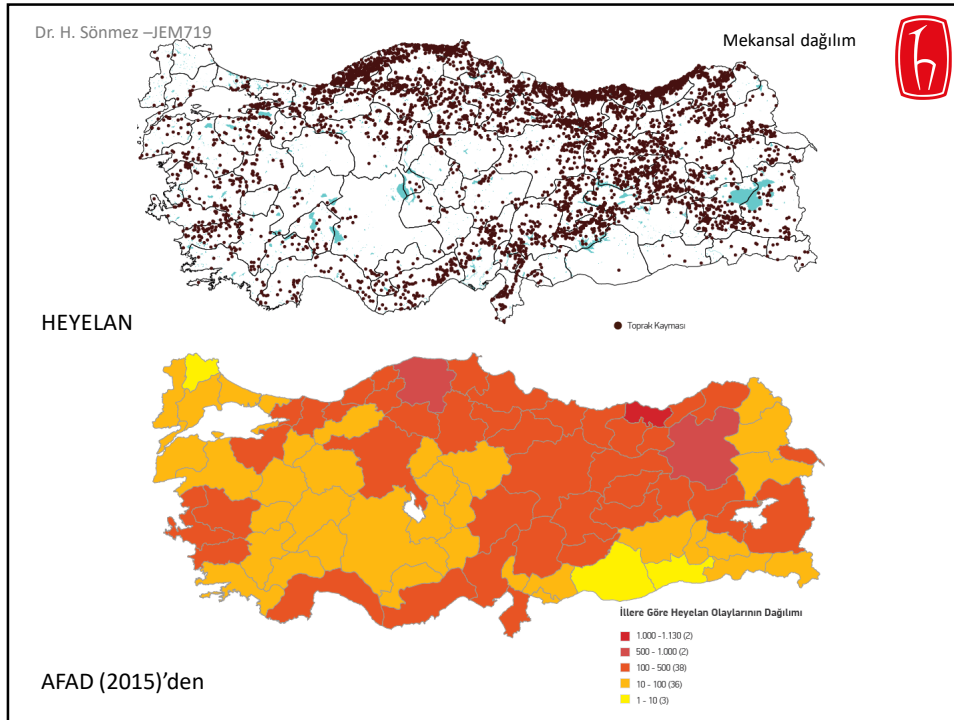 Dr. H. Sönmez –JEM719
Mekansal dağılım
HEYELAN
Toprak Kayması
İllere Göre Heyelan Olaylarının Dağılımı
1.000 -1.130 (2)
500 - 1.000 (2)
100 - 500 (38)
10 - 100 (36)
1 - 10 (3)
AFAD (2015)’den